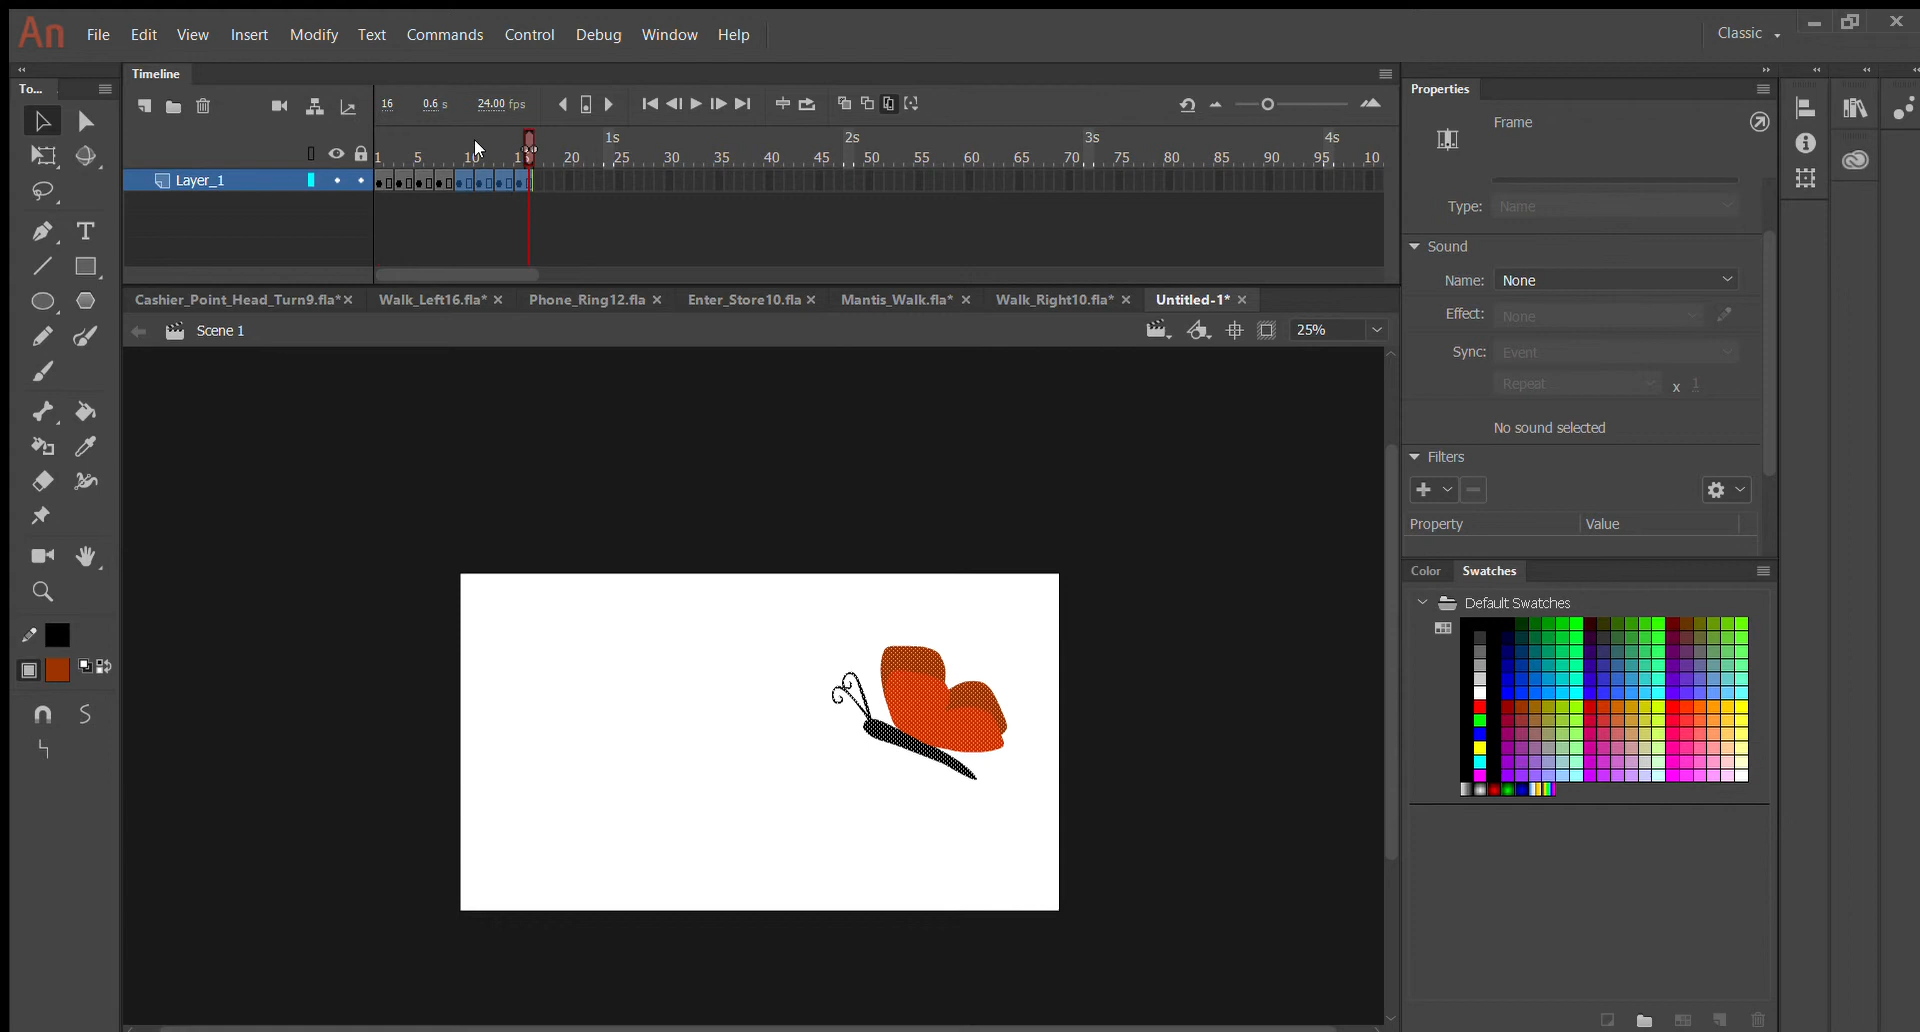 An File Edit View Insert Modify Text Commands Control Debug Window Help Classic
To... Timeline Properties
16 0.6 s 24.00 fps
Frame
1s 2s 3s 4s
1 5 10 15 20 25 30 35 40 45 50 55 60 65 70 75 80 85 90 95 10
Layer_1
Type: Name
Sound
Name: None
Cashier_Point_Head_Turn9.fla* Walk_Left16.fla* Phone_Ring12.fla Enter_Store10.fla Mantis_Walk.fla* Walk_Right10.fla* Untitled-1*
Effect: None
Scene 1 25%
Sync: Event
Repeat x 1
No sound selected
Filters
Property Value
Color Swatches
Default Swatches